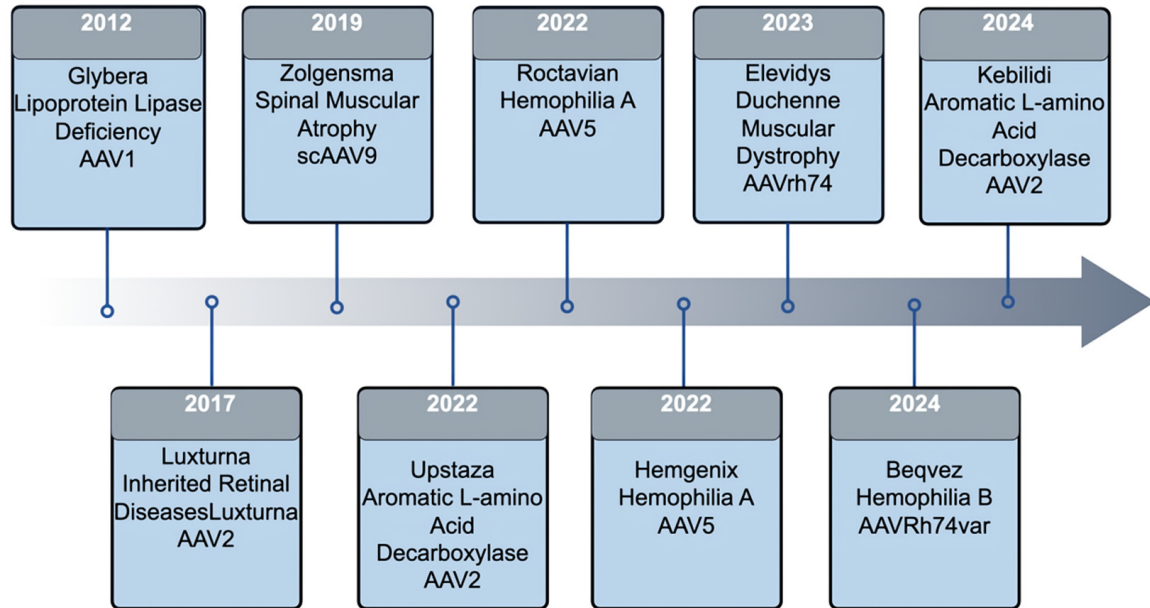 2012
Glybera
Lipoprotein Lipase
Deficiency
AAV1
2017
Luxturna
Inherited Retinal
DiseasesLuxturna
AAV2
2019
Zolgensma
Spinal Muscular
Atrophy
scAAV9
2022
Upstaza
Aromatic L-amino
Acid
Decarboxylase
AAV2
2022
Roctavian
Hemophilia A
AAV5
2022
Hemgenix
Hemophilia A
AAV5
2023
Elevidys
Duchenne
Muscular
Dystrophy
AAVrh74
2024
Beqvez
Hemophilia B
AAVRh74var
2024
Kebilidi
Aromatic L-amino
Acid
Decarboxylase
AAV2